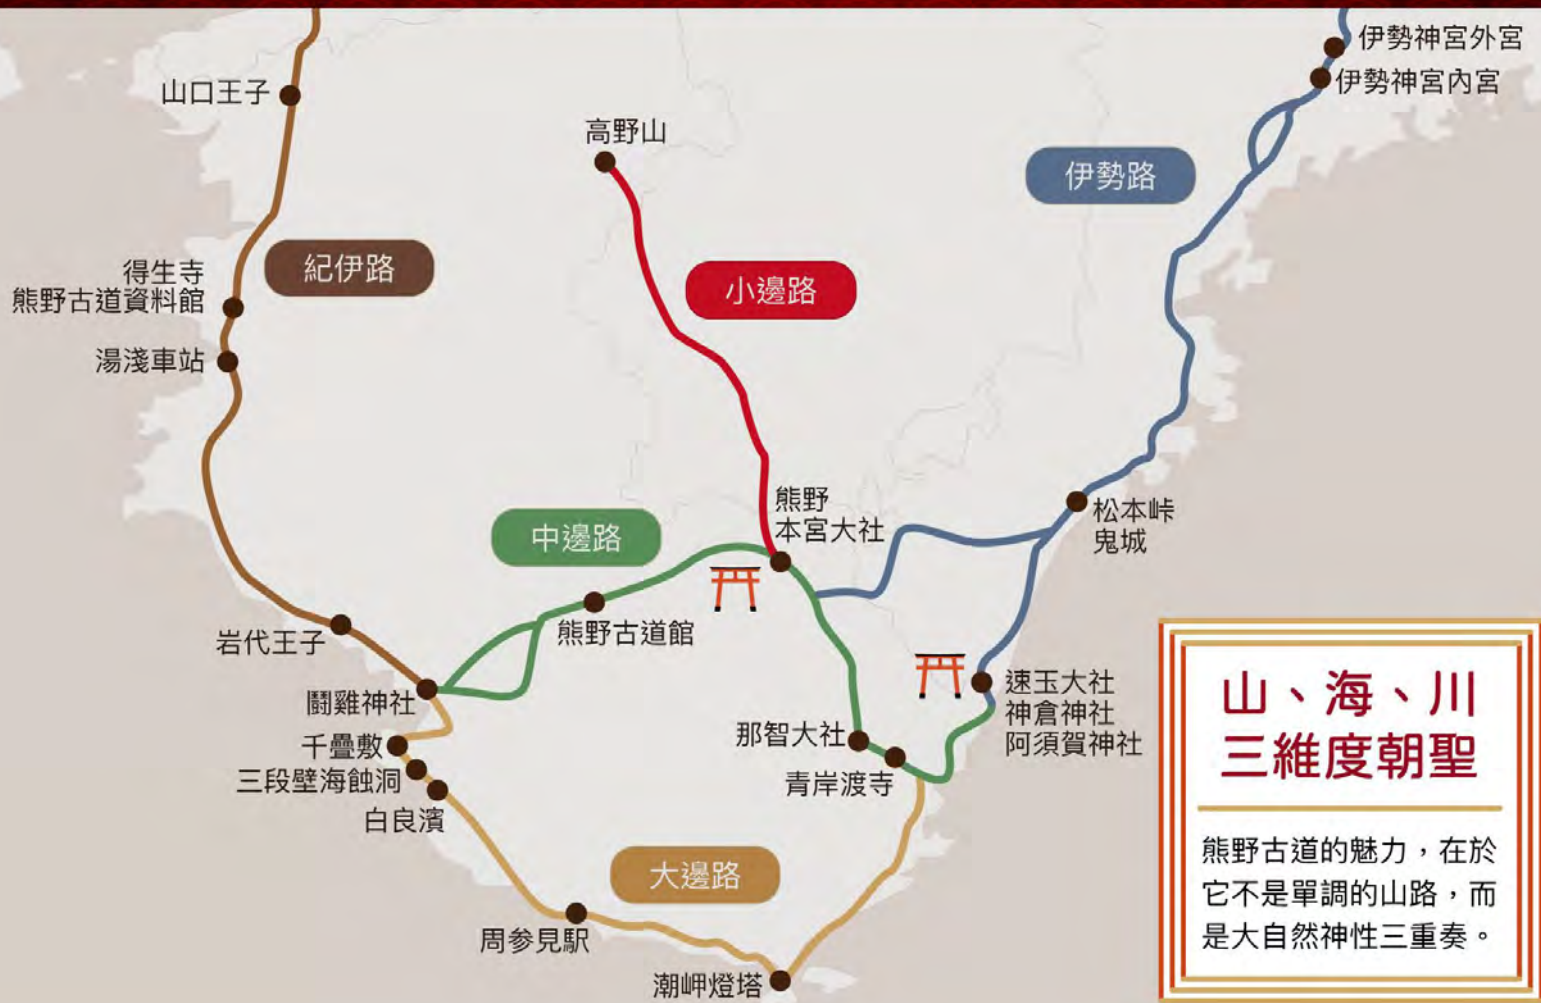 伊勢神宮外宮
伊勢神宮內宮
山口王子
高野山
伊勢路
紀伊路
得生寺
熊野古道資料館
小邊路
湯淺車站
熊野
本宮大社
松本峠
鬼城
中邊路
熊野古道館
岩代王子
鬪雞神社
速玉大社
神倉神社
阿須賀神社
千疊敷
那智大社
三段壁海蝕洞
青岸渡寺
白良濱
大邊路
周参見駅
潮岬燈塔
山、海、川
三維度朝聖
熊野古道的魅力,在於
它不是單調的山路,而
是大自然神性三重奏。